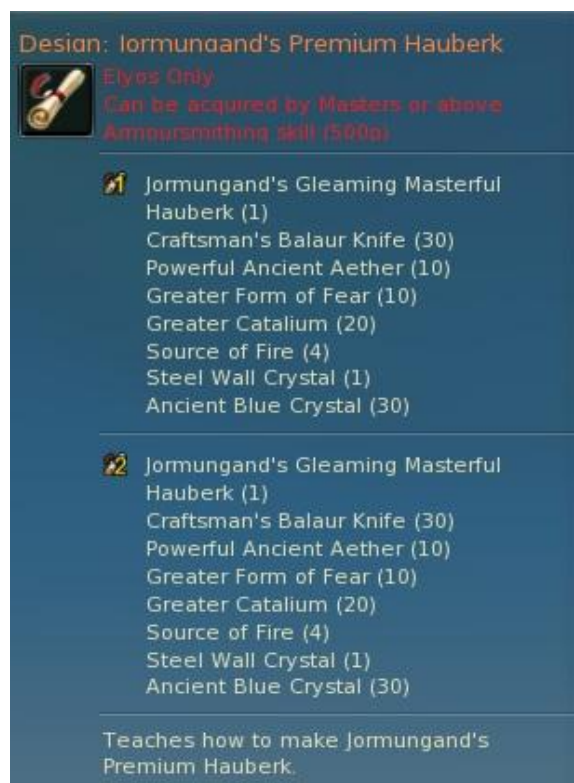 Design: Iormungand's Premium Hauberk
Elyos Only
Can be acquired by Masters or above
Armoursmithing skill (500p)
1 Jormungand's Gleaming Masterful
Hauberk (1)
Craftsman's Balaur Knife (30)
Powerful Ancient Aether (10)
Greater Form of Fear (10)
Greater Catalium (20)
Source of Fire (4)
Steel Wall Crystal (1)
Ancient Blue Crystal (30)
2 Jormungand's Gleaming Masterful
Hauberk (1)
Craftsman's Balaur Knife (30)
Powerful Ancient Aether (10)
Greater Form of Fear (10)
Greater Catalium (20)
Source of Fire (4)
Steel Wall Crystal (1)
Ancient Blue Crystal (30)
Teaches how to make Jormungand's
Premium Hauberk.